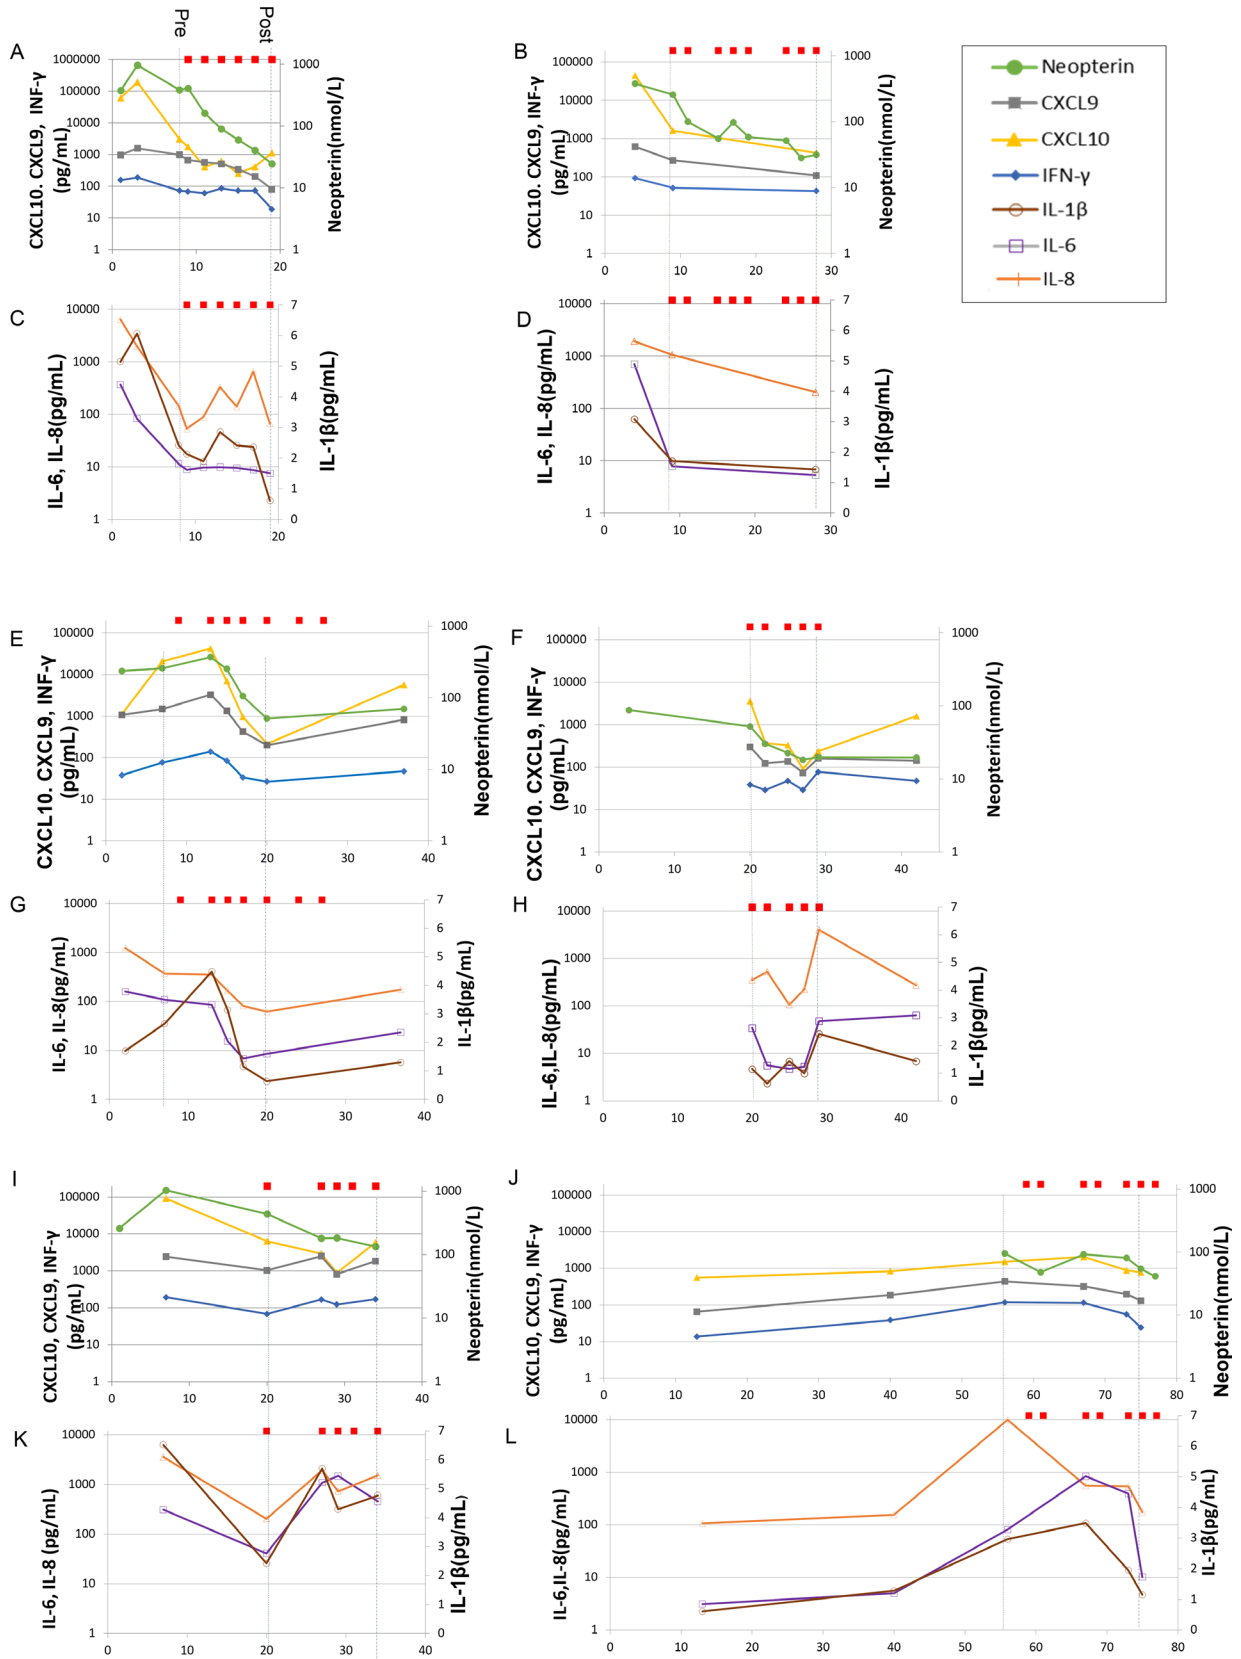 Pre
Post
A
1000000
100000
10000
1000
100
10
1
CXCL10. CXCL9, INF-γ
(pg/mL)
1000
100
10
1
Neopterin(nmol/L)
0 10 20
B
100000
10000
1000
100
10
1
CXCL10. CXCL9, INF-γ
(pg/mL)
1000
100
10
1
Neopterin(nmol/L)
0 10 20 30
Neopterin
CXCL9
CXCL10
IFN-γ
IL-1β
IL-6
IL-8
C
10000
1000
100
10
1
IL-6, IL-8(pg/mL)
7
6
5
4
3
2
1
0
IL-1β(pg/mL)
0 10 20
D
10000
1000
100
10
1
IL-6, IL-8(pg/mL)
7
6
5
4
3
2
1
0
IL-1β(pg/mL)
0 10 20 30
E
100000
10000
1000
100
10
1
CXCL10. CXCL9, INF-γ
(pg/mL)
1000
100
10
1
Neopterin(nmol/L)
0 10 20 30 40
F
100000
10000
1000
100
10
1
CXCL10. CXCL9, INF-γ
(pg/mL)
1000
100
10
1
Neopterin(nmol/L)
0 10 20 30 40
G
10000
1000
100
10
1
IL-6, IL-8(pg/mL)
7
6
5
4
3
2
1
0
IL-1β(pg/mL)
0 10 20 30 40
H
10000
1000
100
10
1
IL-6,IL-8(pg/mL)
7
6
5
4
3
2
1
0
IL-1β(pg/mL)
0 10 20 30 40
I
100000
10000
1000
100
10
1
CXCL10, CXCL9, INF-γ
(pg/mL)
1000
100
10
1
Neopterin(nmol/L)
0 10 20 30 40
J
100000
10000
1000
100
10
1
CXCL10, CXCL9, INF-γ
(pg/mL)
1000
100
10
1
Neopterin(nmol/L)
0 10 20 30 40 50 60 70 80
K
10000
1000
100
10
1
IL-6, IL-8 (pg/mL)
7
6
5
4
3
2
1
0
IL-1β(pg/mL)
0 10 20 30 40
L
10000
1000
100
10
1
IL-6,IL-8(pg/mL)
7
6
5
4
3
2
1
0
IL-1β(pg/mL)
0 10 20 30 40 50 60 70 80